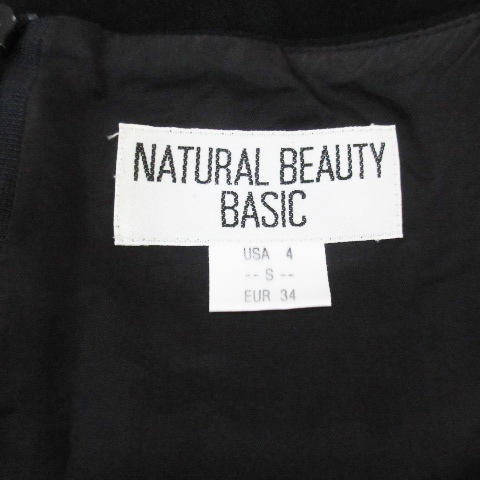 NATURAL BEAUTY
BASIC
USA 4
-- S --
EUR 34